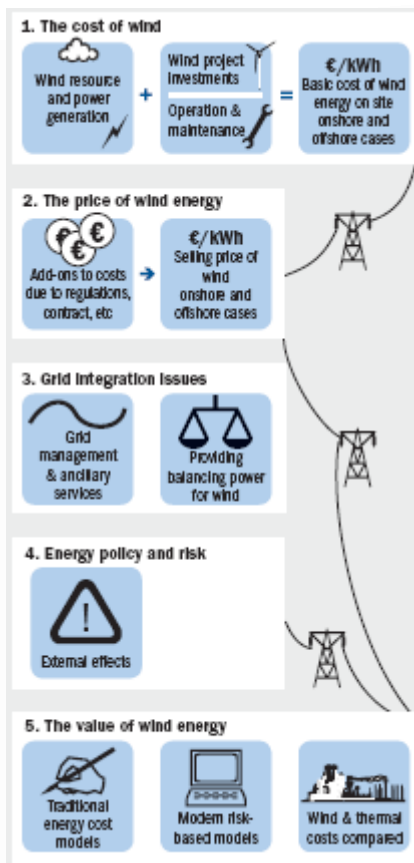 1. The cost of wind
Wind resource
and power
generation
+
Wind project
investments
Operation &
maintenance
=
€/kWh
Basic cost of wind
energy on site
onshore and
offshore cases
2. The price of wind energy
€ € €
Add-ons to costs
due to regulations,
contract, etc
€/kWh
Selling price of
wind
onshore and
offshore cases
3. Grid integration issues
Grid
management
& ancillary
services
Providing
balancing power
for wind
4. Energy policy and risk
!
External effects
5. The value of wind energy
Traditional
energy cost
models
Modern risk-
based models
Wind & thermal
costs compared